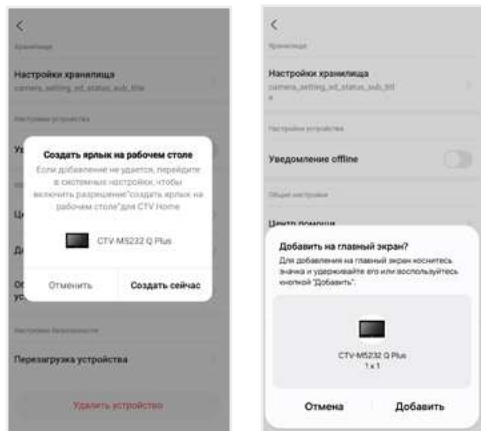 Хранилище
Настройки хранилища
camera_setting_sd_status_sub_title
Настройки устройства
Создать ярлык на рабочем столе
Если добавление не удается, перейдите
в системные настройки, чтобы
включить разрешение"создать ярлык на
рабочем столе"для CTV Home
CTV-M5232 Q Plus
Отменить
Создать сейчас
Настройки безопасности
Перезагрузка устройства
Удалить устройство
Хранилище
Настройки хранилища
camera_setting_sd_status_sub_titl
e
Настройки устройства
Уведомление offline
Общие настройки
Центр помощи
Добавить на главный экран?
Для добавления на главный экран коснитесь
значка и удерживайте его или воспользуйтесь
кнопкой "Добавить".
CTV-M5232 Q Plus
1 x 1
Отмена
Добавить